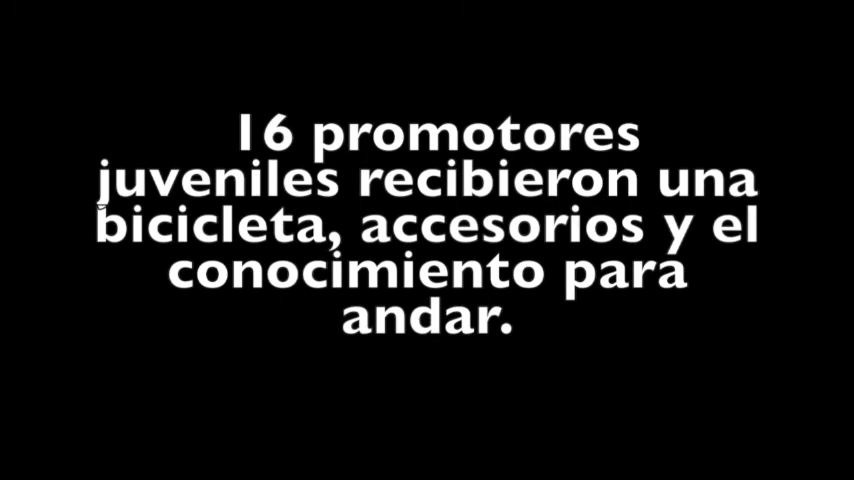 16 promotores
juveniles recibieron una
bicicleta, accesorios y el
conocimiento para
andar.